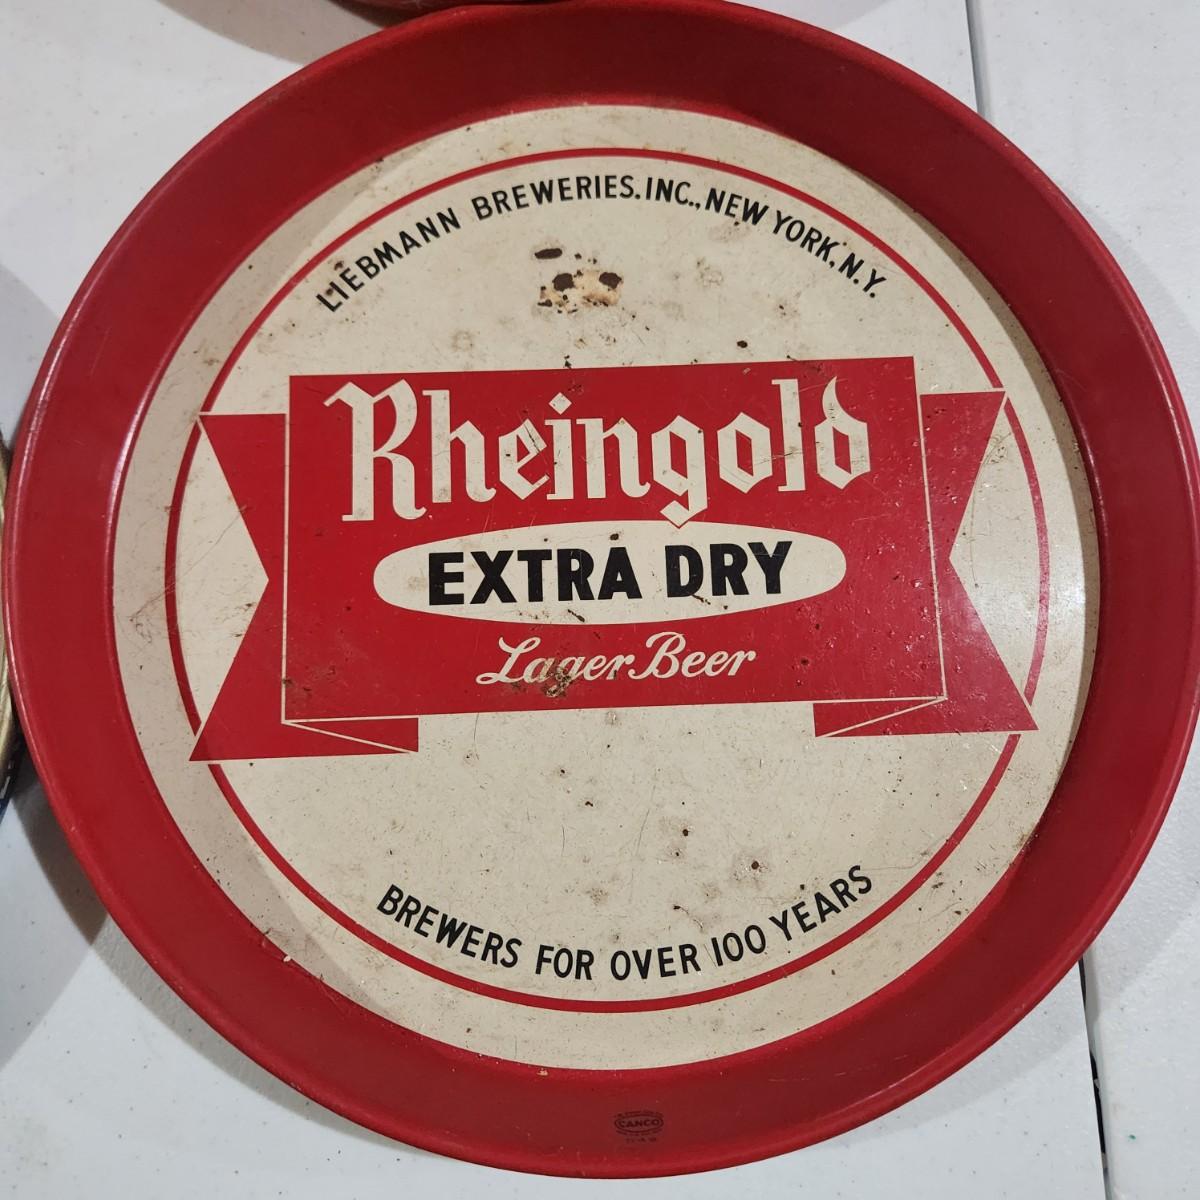 LIEBMANN BREWERIES. INC., NEW YORK, N.Y.
Rheingold
EXTRA DRY
Lager Beer
BREWERS FOR OVER 100 YEARS
CANCO